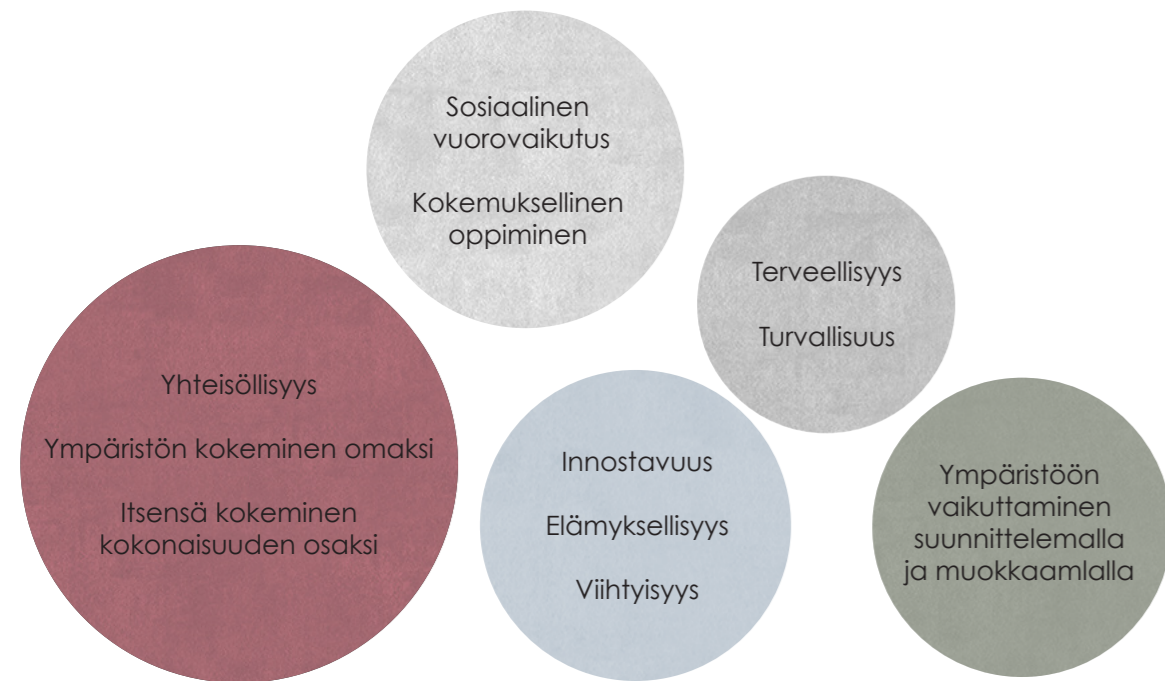 Sosiaalinen
vuorovaikutus
Kokemuksellinen
oppiminen
Terveellisyys
Turvallisuus
Yhteisöllisyys
Ympäristön kokeminen omaksi
Itsensä kokeminen
kokonaisuuden osaksi
Innostavuus
Elämyksellisyys
Viihtyisyys
Ympäristöön
vaikuttaminen
suunnittelemalla
ja muokkaamlalla